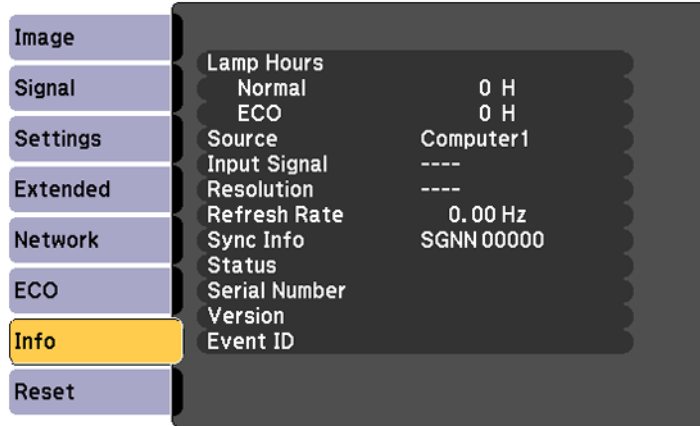 Image
Signal
Settings
Extended
Network
ECO
Info
Reset
Lamp Hours
Normal 0 H
ECO 0 H
Source Computer1
Input Signal ----
Resolution ----
Refresh Rate 0.00 Hz
Sync Info SGNN 00000
Status
Serial Number
Version
Event ID